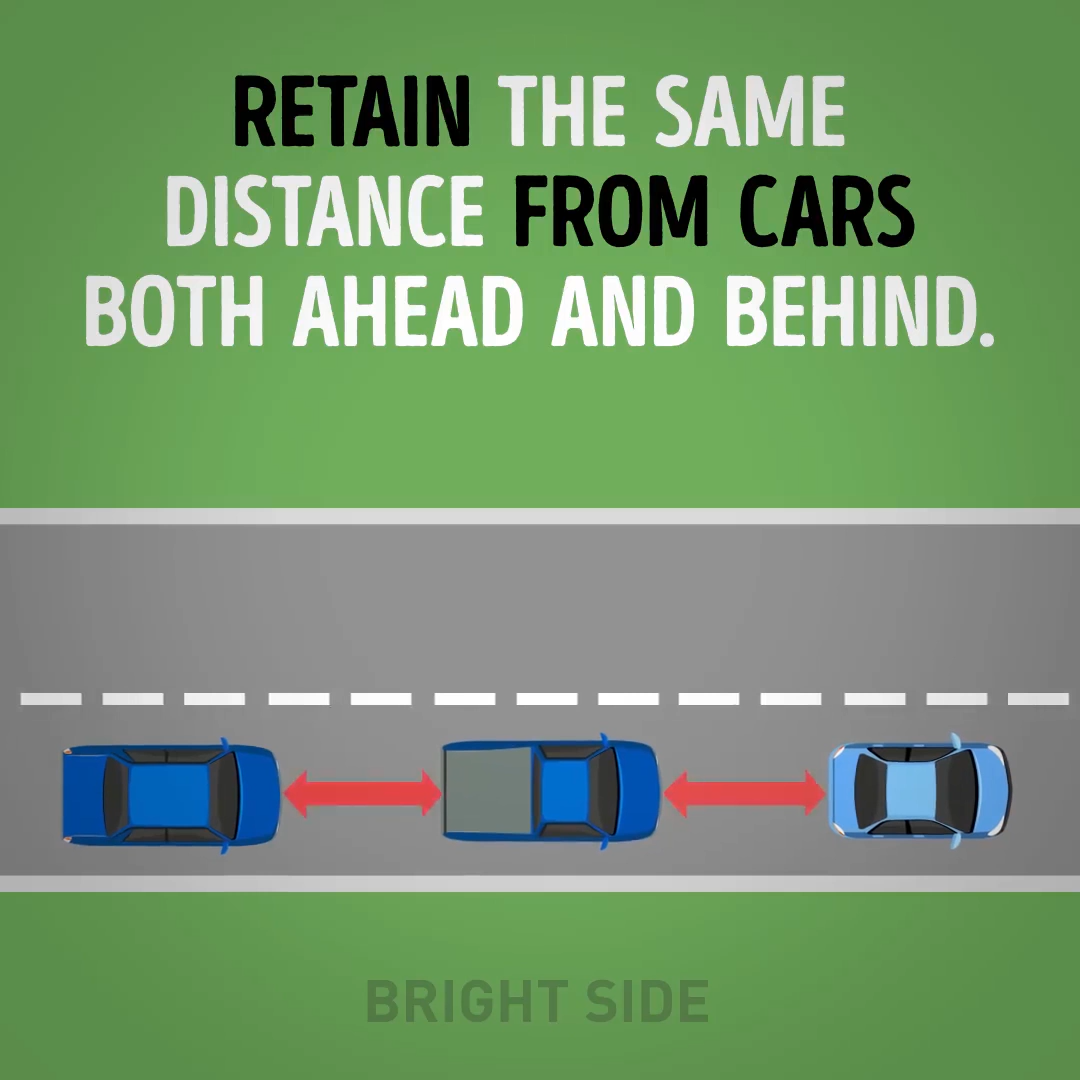 RETAIN THE SAME
DISTANCE FROM CARS
BOTH AHEAD AND BEHIND.
BRIGHT SIDE